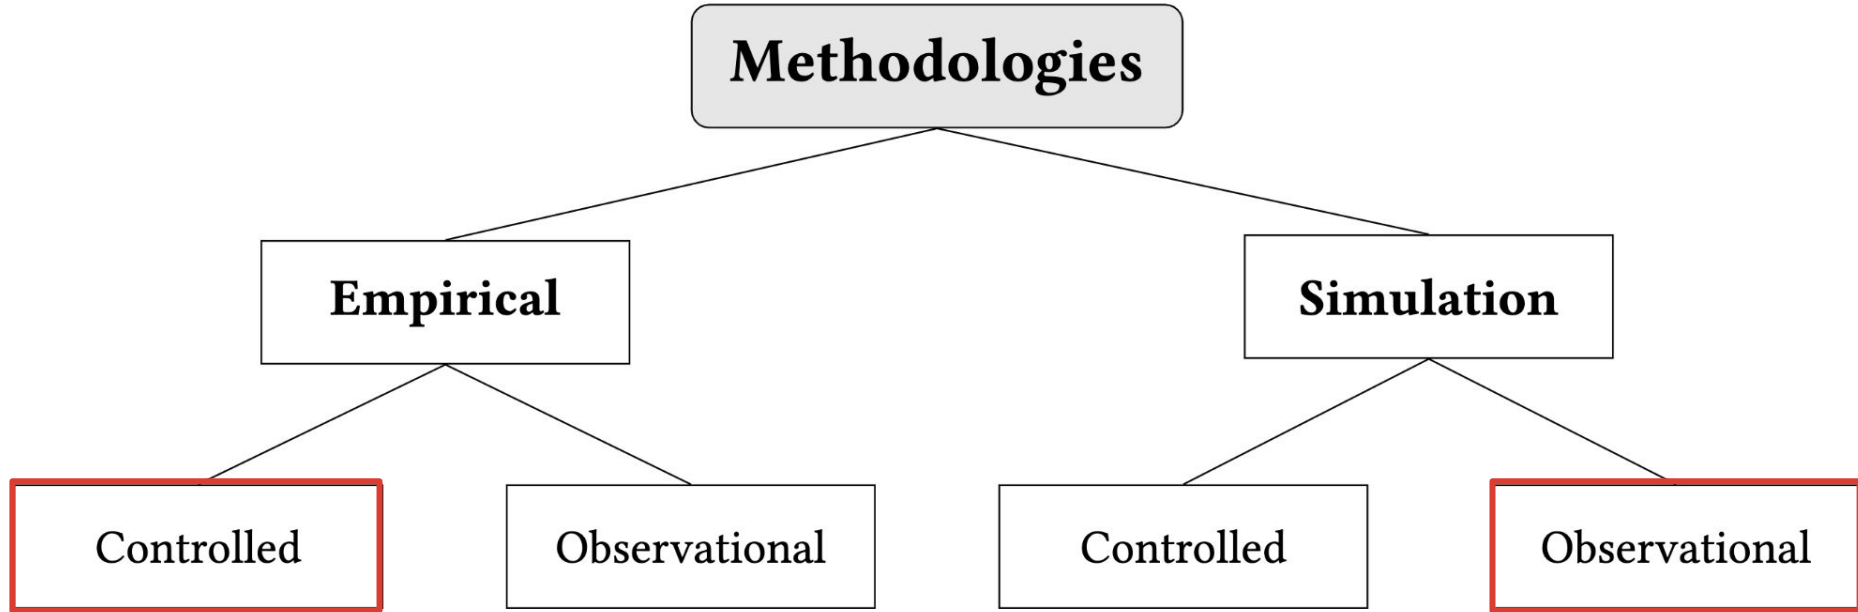 Methodologies
Empirical
Simulation
Controlled
Observational
Controlled
Observational